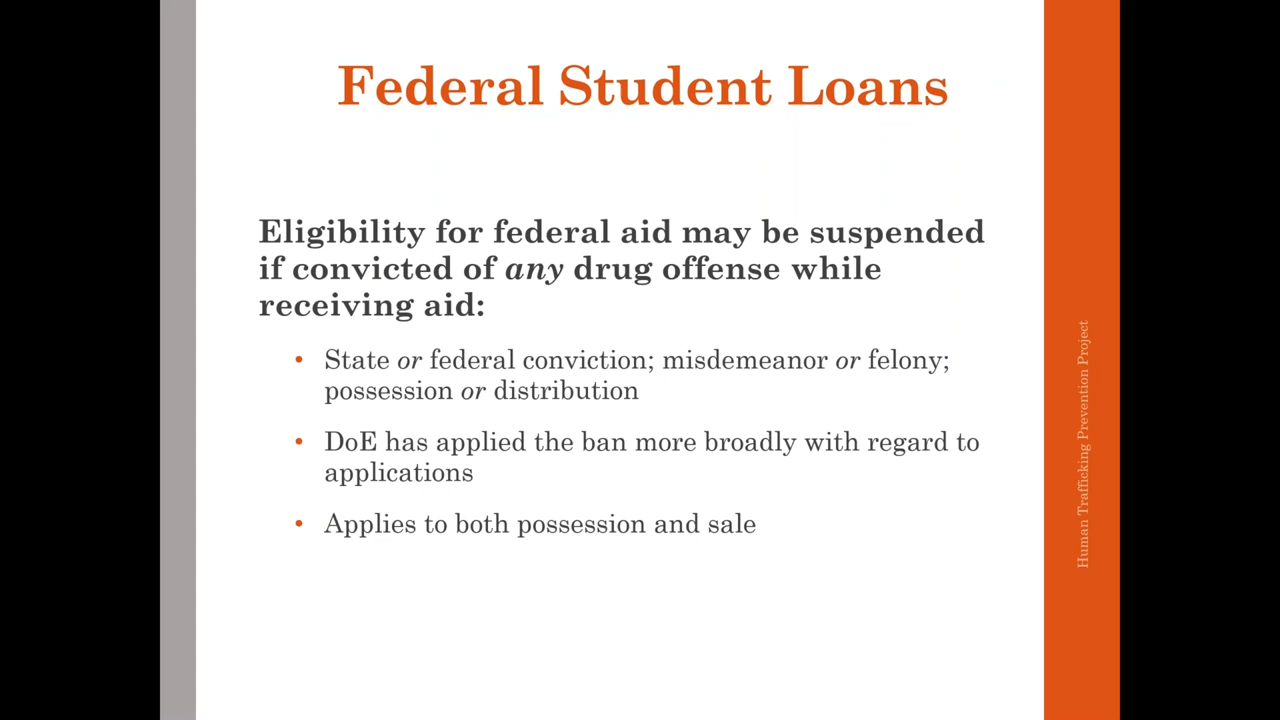 Federal Student Loans
Eligibility for federal aid may be suspended
if convicted of any drug offense while
receiving aid:
• State or federal conviction; misdemeanor or felony;
possession or distribution
• DoE has applied the ban more broadly with regard to
applications
• Applies to both possession and sale
Human Trafficking Prevention Project